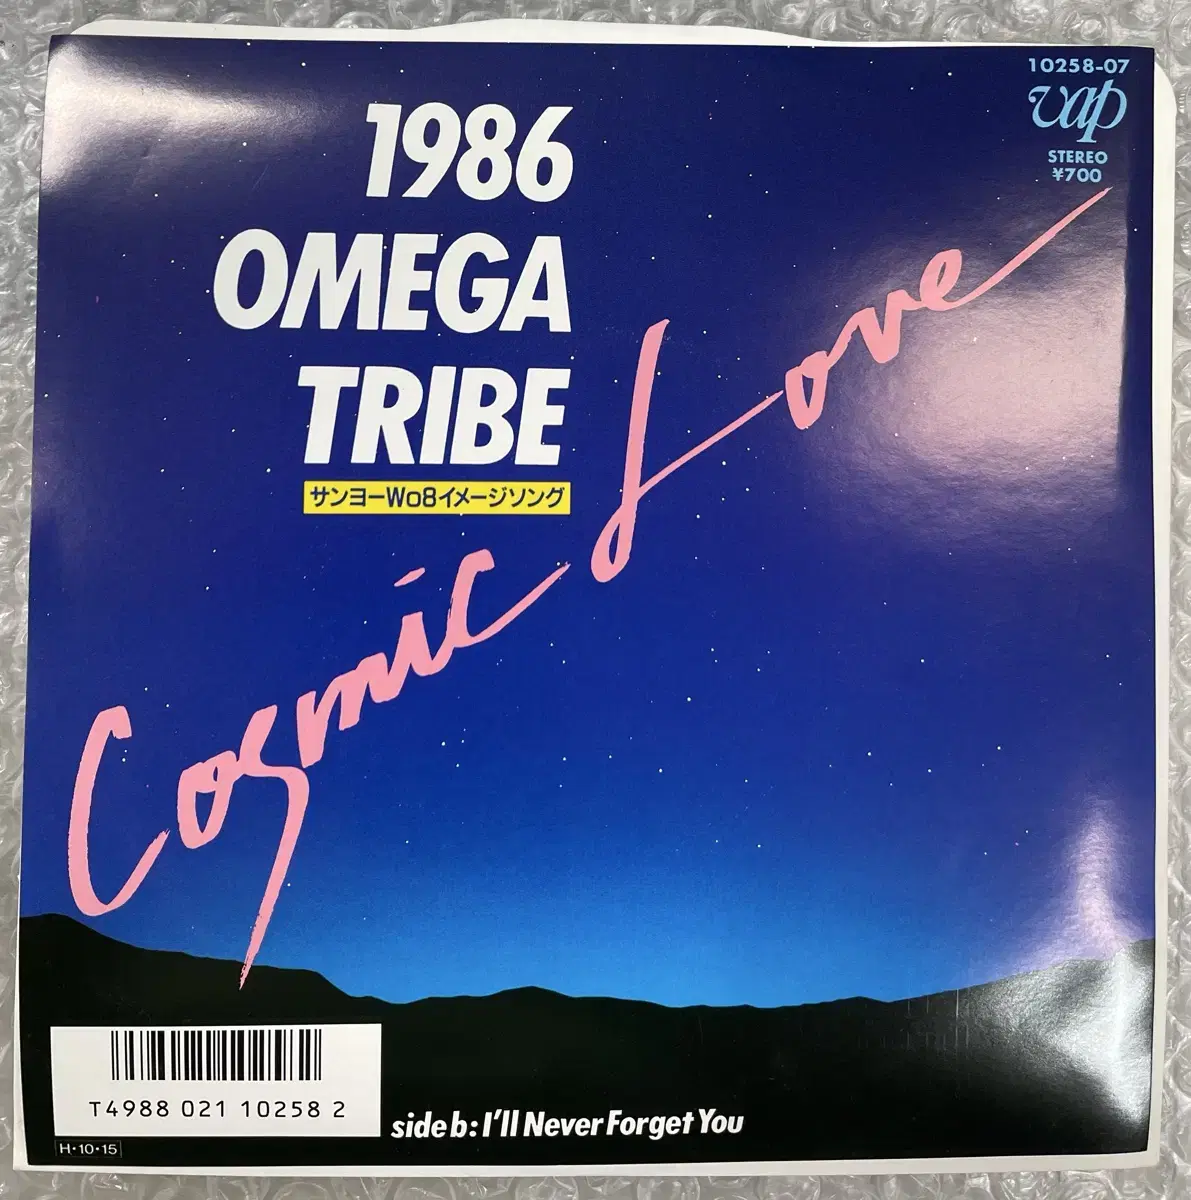 10258-07
vap
STEREO
¥700
1986
OMEGA
TRIBE
サンヨーWo8イメージソング
Cosmic Love
T4988 021 10258 2
side b: I'll Never Forget You
H・10・15